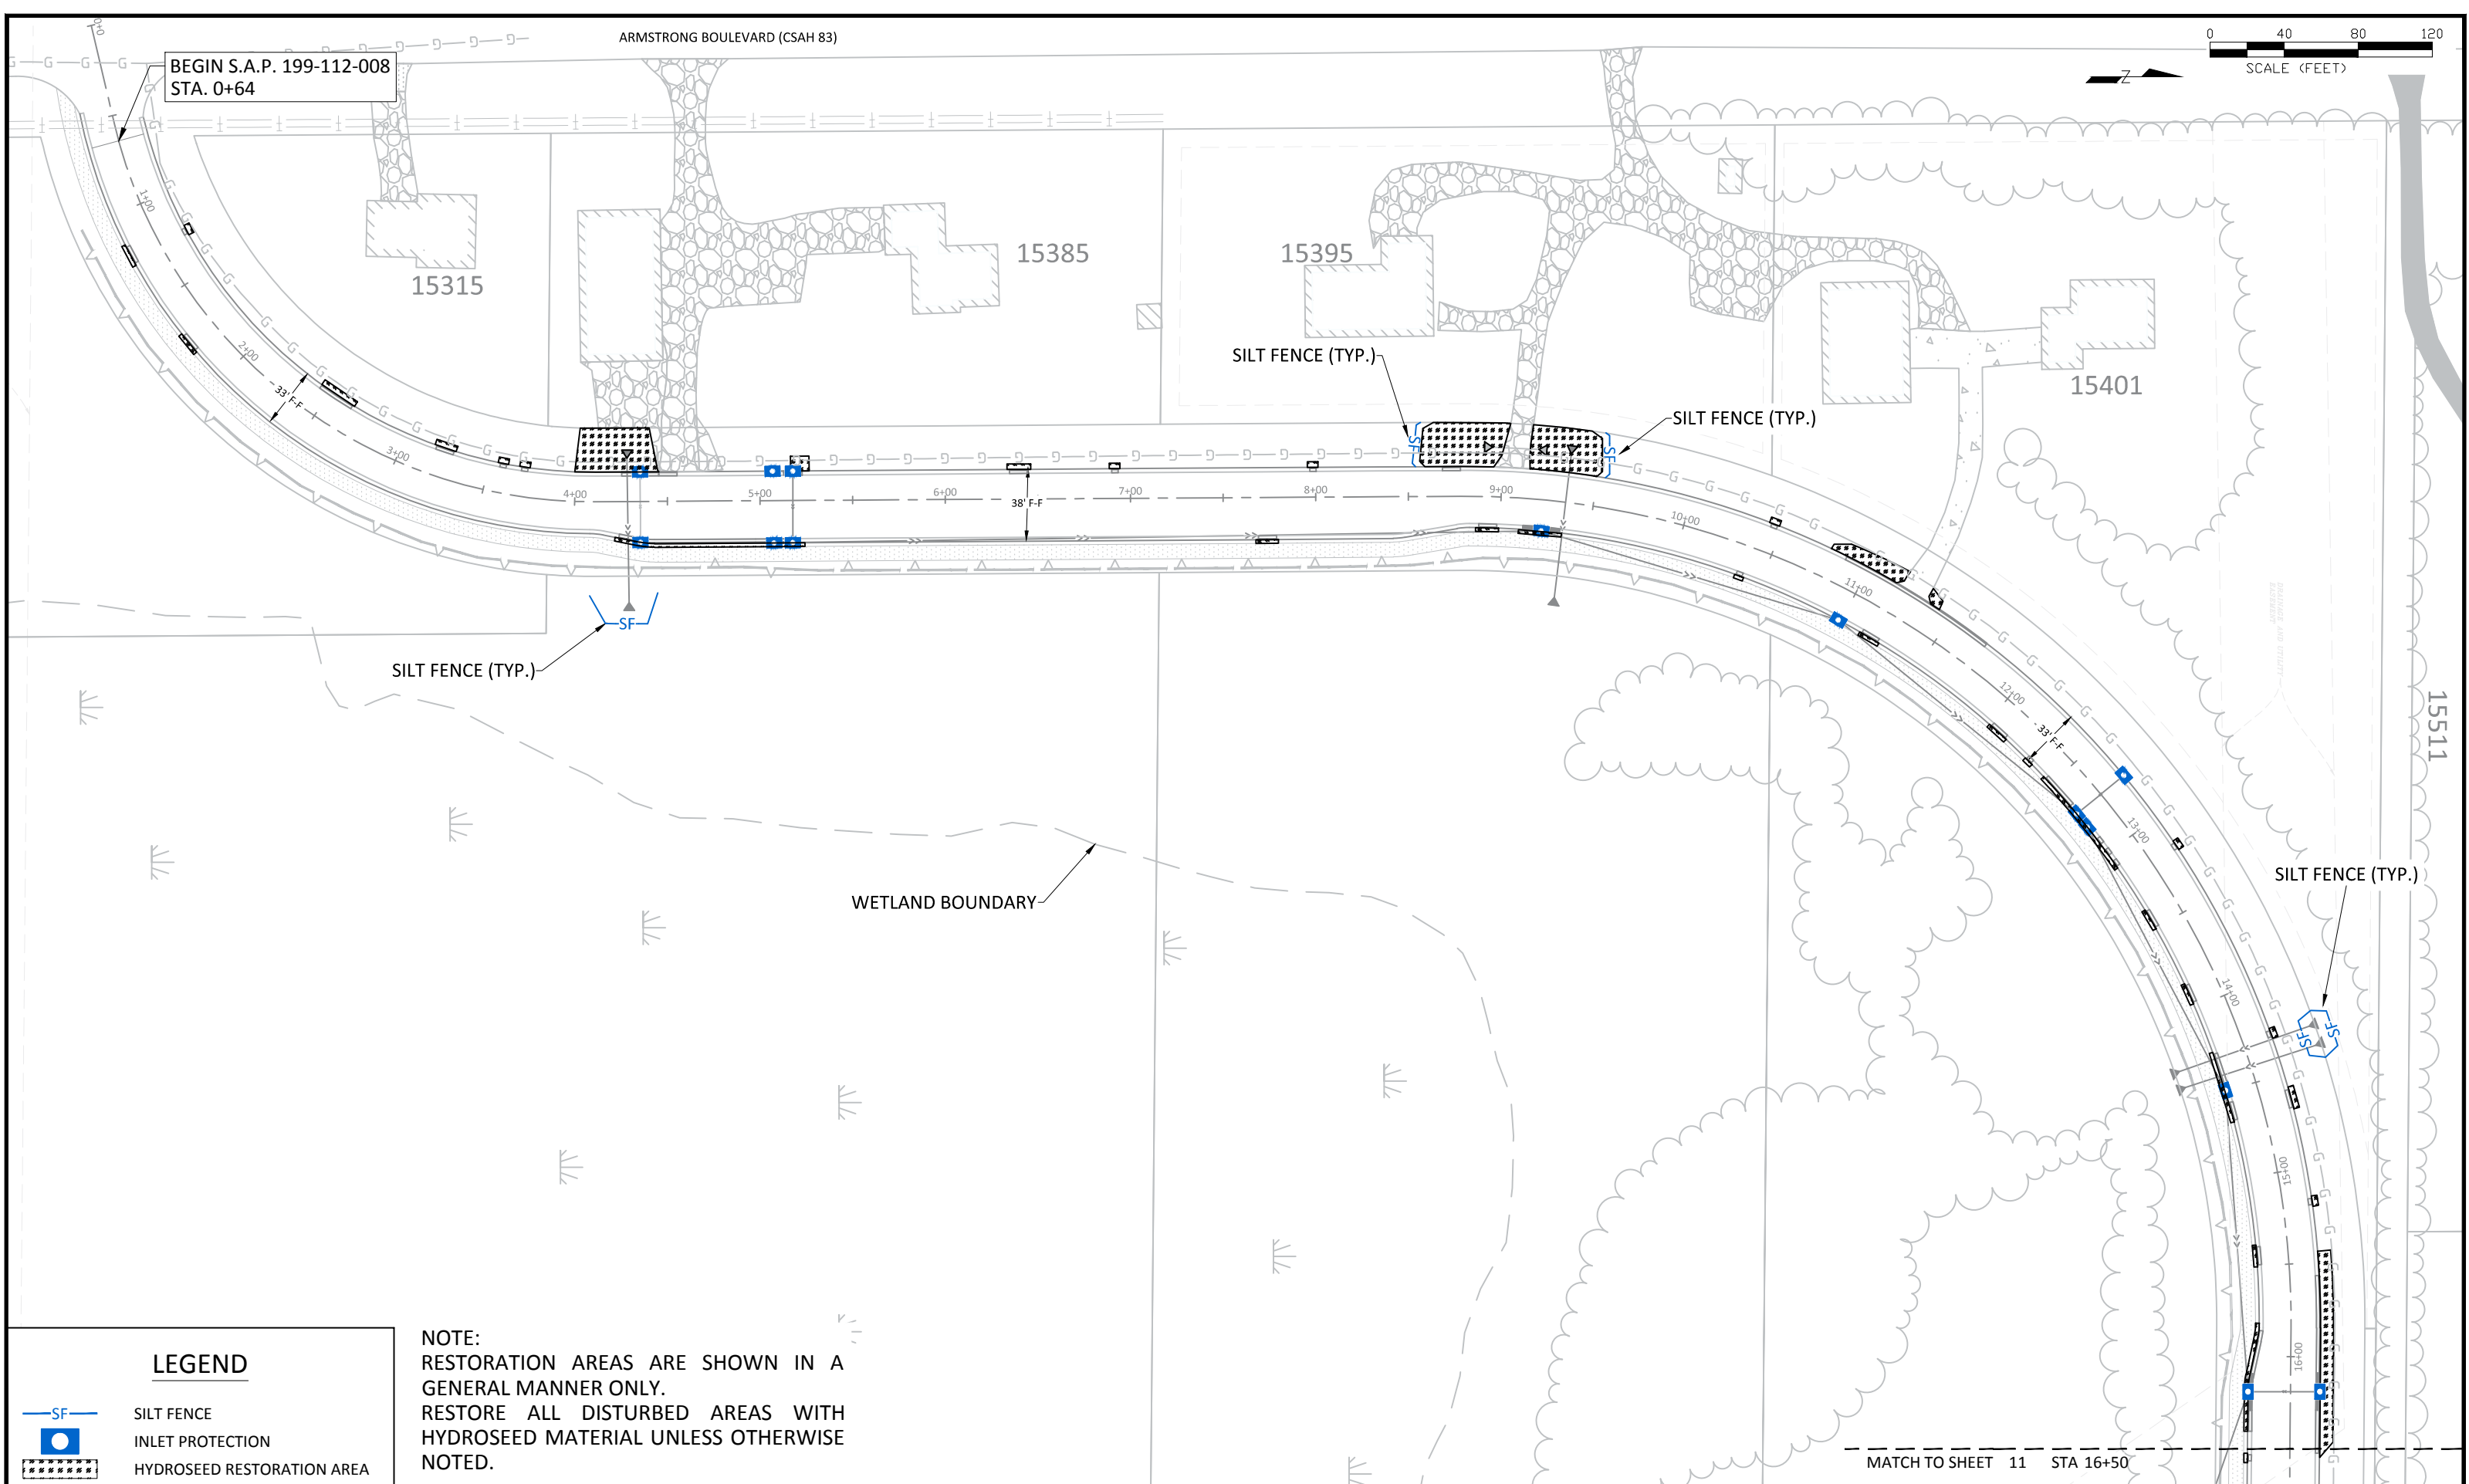 0+0
ARMSTRONG BOULEVARD (CSAH 83)
0 40 80 120
SCALE (FEET)
Z
BEGIN S.A.P. 199-112-008
STA. 0+64
15315
15385
15395
15401
15511
1+00
2+00
33' F-F
3+00
4+00
5+00
6+00
38' F-F
7+00
8+00
9+00
10+00
11+00
12+00
33' F-F
13+00
14+00
15+00
16+00
SILT FENCE (TYP.)
SF
SILT FENCE (TYP.)
SF
SILT FENCE (TYP.)
SF
SILT FENCE (TYP.)
SF
SF
WETLAND BOUNDARY
LEGEND
SF SILT FENCE
INLET PROTECTION
HYDROSEED RESTORATION AREA
NOTE:
RESTORATION AREAS ARE SHOWN IN A
GENERAL MANNER ONLY.
RESTORE ALL DISTURBED AREAS WITH
HYDROSEED MATERIAL UNLESS OTHERWISE
NOTED.
MATCH TO SHEET 11 STA 16+50